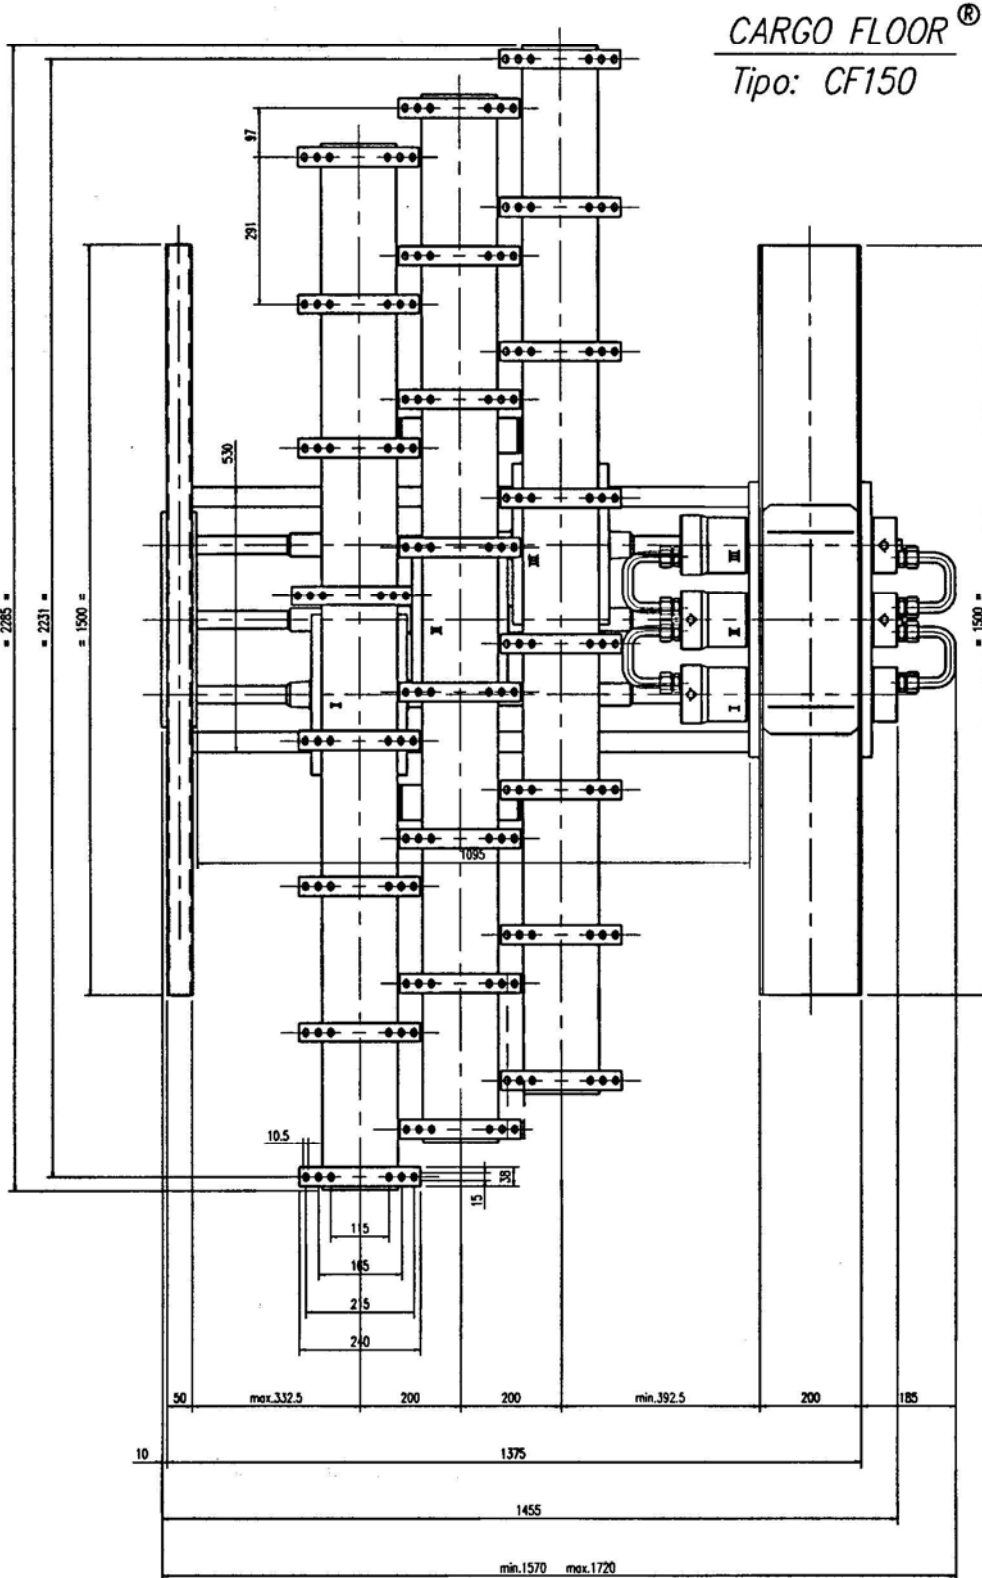 CARGO FLOOR ®
Tipo: CF150
97
291
530
= 2285 =
= 2231 =
= 1500 =
= 1500 =
III
III
II
II
I
I
1095
10.5
38
15
115
165
215
240
50 max.332.5 200 200 min.392.5 200 185
10 1375
1455
min.1570 max.1720